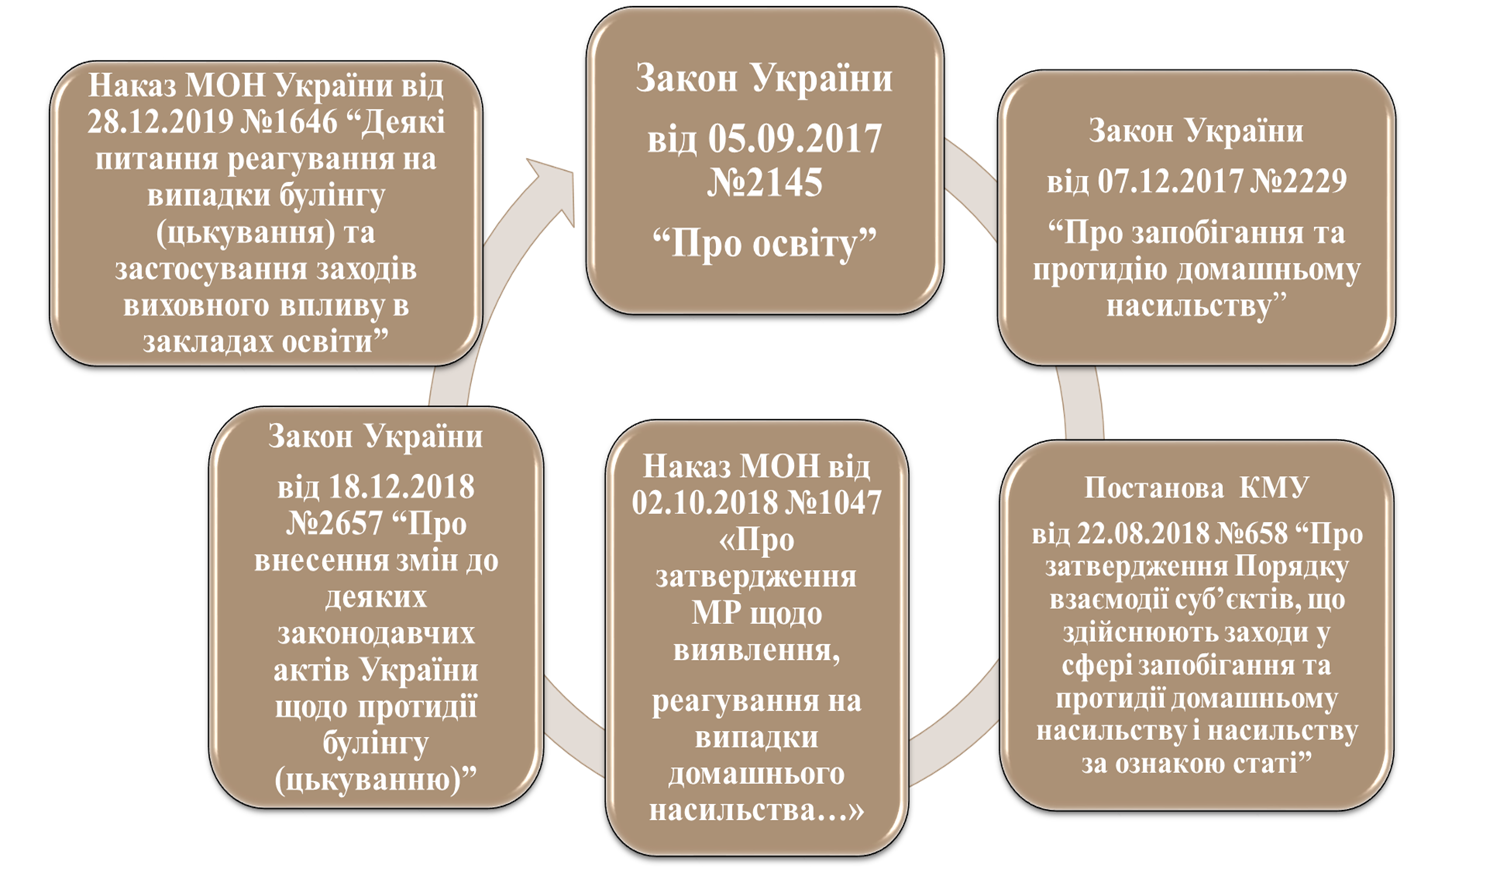 Закон України
від 05.09.2017
№2145
“Про освіту”
Закон України
від 07.12.2017 №2229
“Про запобігання та
протидію домашньому
насильству”
Постанова КМУ
від 22.08.2018 №658 “Про
затвердження Порядку
взаємодії суб’єктів, що
здійснюють заходи у
сфері запобігання та
протидії домашньому
насильству і насильству
за ознакою статі”
Наказ МОН від
02.10.2018 №1047
«Про
затвердження
МР щодо
виявлення,
реагування на
випадки
домашнього
насильства…»
Закон України
від 18.12.2018
№2657 “Про
внесення змін до
деяких
законодавчих
актів України
щодо протидії
булінгу
(цькуванню)”
Наказ МОН України від
28.12.2019 №1646 “Деякі
питання реагування на
випадки булінгу
(цькування) та
застосування заходів
виховного впливу в
закладах освіти”